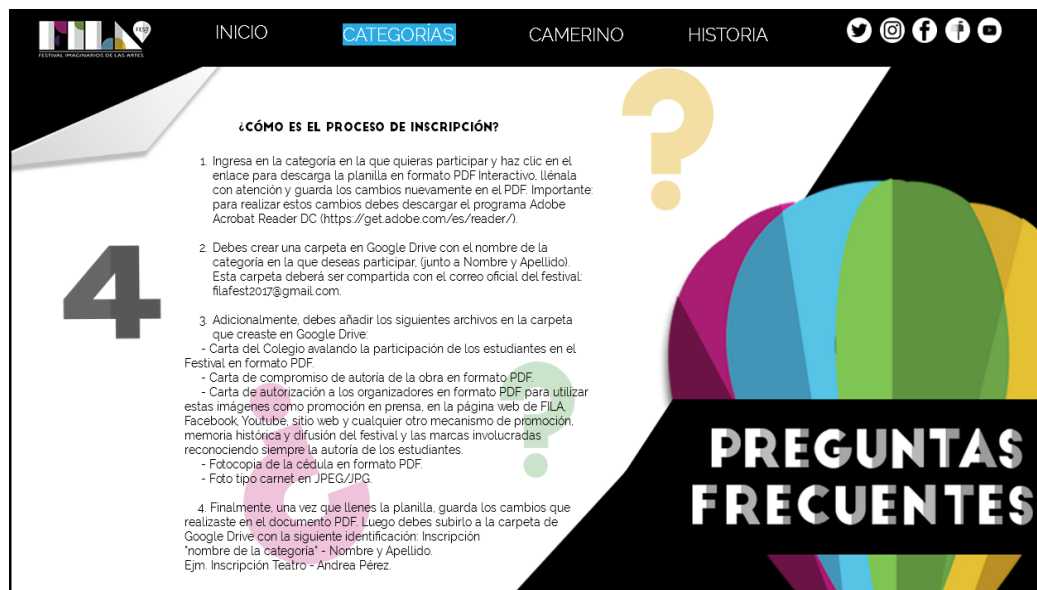 FILA FEST
FESTIVAL IMAGINARIOS DE LAS ARTES
INICIO
CATEGORÍAS
CAMERINO
HISTORIA
¿CÓMO ES EL PROCESO DE INSCRIPCIÓN?
1. Ingresa en la categoría en la que quieras participar y haz clic en el
enlace para descarga la planilla en formato PDF Interactivo, llénala
con atención y guarda los cambios nuevamente en el PDF. Importante:
para realizar estos cambios debes descargar el programa Adobe
Acrobat Reader DC (https://get.adobe.com/es/reader/).
2. Debes crear una carpeta en Google Drive con el nombre de la
categoría en la que deseas participar, (junto a Nombre y Apellido).
Esta carpeta deberá ser compartida con el correo oficial del festival:
filafest2017@gmail.com.
3. Adicionalmente, debes añadir los siguientes archivos en la carpeta
que creaste en Google Drive:
- Carta del Colegio avalando la participación de los estudiantes en el
Festival en formato PDF.
- Carta de compromiso de autoría de la obra en formato PDF.
- Carta de autorización a los organizadores en formato PDF para utilizar
estas imágenes como promoción en prensa, en la página web de FILA,
Facebook, Youtube, sitio web y cualquier otro mecanismo de promoción,
memoria histórica y difusión del festival y las marcas involucradas
reconociendo siempre la autoría de los estudiantes.
- Fotocopia de la cédula en formato PDF.
- Foto tipo carnet en JPEG/JPG.
4. Finalmente, una vez que llenes la planilla, guarda los cambios que
realizaste en el documento PDF. Luego debes subirlo a la carpeta de
Google Drive con la siguiente identificación: Inscripción
"nombre de la categoría" - Nombre y Apellido.
Ejm. Inscripción Teatro - Andrea Pérez.
4
?
?
¿
PREGUNTAS
FRECUENTES